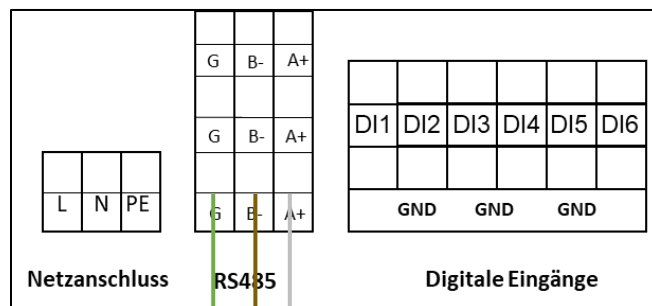 G B- A+
DI1 DI2 DI3 DI4 DI5 DI6
G B- A+
L N PE
G B- A+
GND GND GND
Netzanschluss RS485 Digitale Eingänge